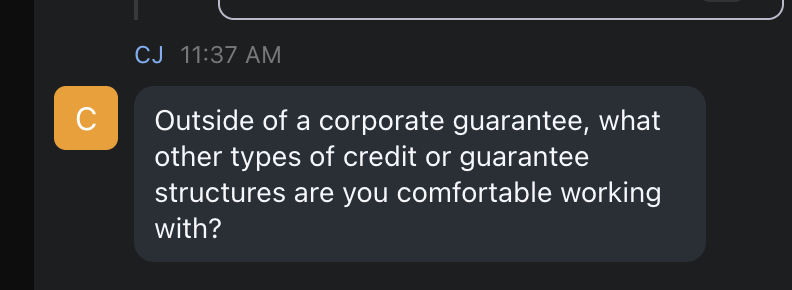 CJ 11:37 AM
C
Outside of a corporate guarantee, what
other types of credit or guarantee
structures are you comfortable working
with?